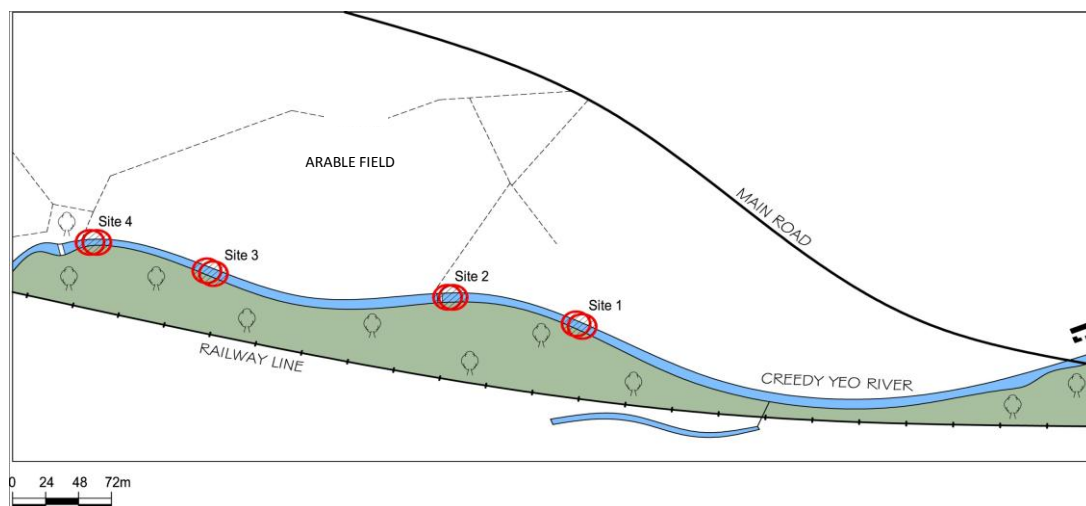 ARABLE FIELD
MAIN ROAD
Site 4
Site 3
Site 2
Site 1
RAILWAY LINE
CREEDY YEO RIVER
0 24 48 72m